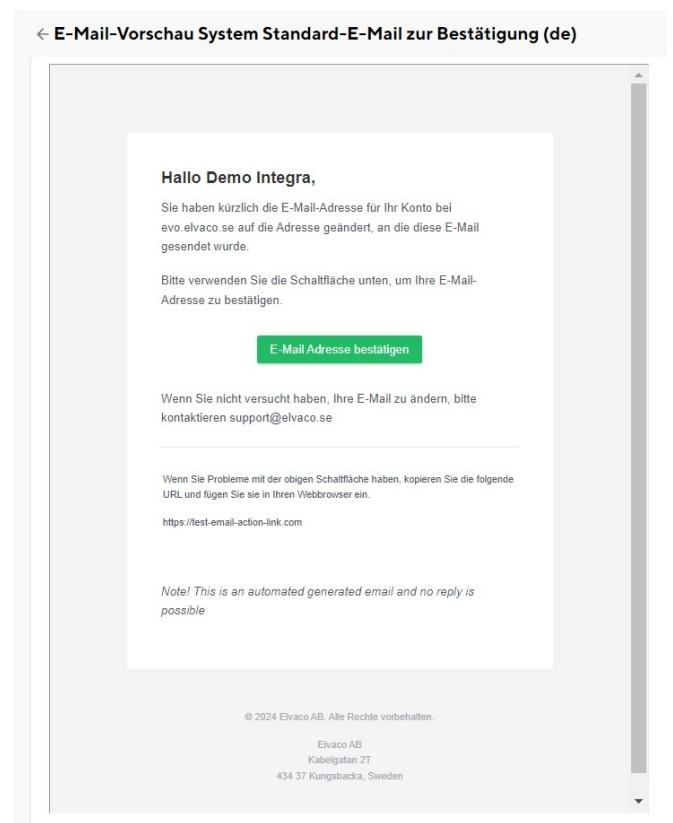 ← E-Mail-Vorschau System Standard-E-Mail zur Bestätigung (de)
Hallo Demo Integra,
Sie haben kürzlich die E-Mail-Adresse für Ihr Konto bei
evo.elvaco.se auf die Adresse geändert, an die diese E-Mail
gesendet wurde.
Bitte verwenden Sie die Schaltfläche unten, um Ihre E-Mail-
Adresse zu bestätigen.
E-Mail Adresse bestätigen
Wenn Sie nicht versucht haben, Ihre E-Mail zu ändern, bitte
kontaktieren support@elvaco.se
Wenn Sie Probleme mit der obigen Schaltfläche haben, kopieren Sie die folgende
URL und fügen Sie sie in Ihren Webbrowser ein.
https://test-email-action-link.com
Note! This is an automated generated email and no reply is
possible
© 2024 Elvaco AB. Alle Rechte vorbehalten.
Elvaco AB
Kabelgatan 2T
434 37 Kungsbacka, Sweden